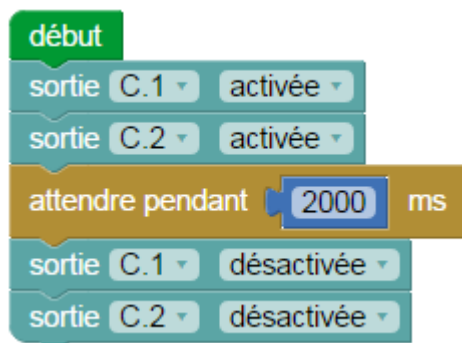 début
sortie C.1 activée
sortie C.2 activée
attendre pendant 2000 ms
sortie C.1 désactivée
sortie C.2 désactivée